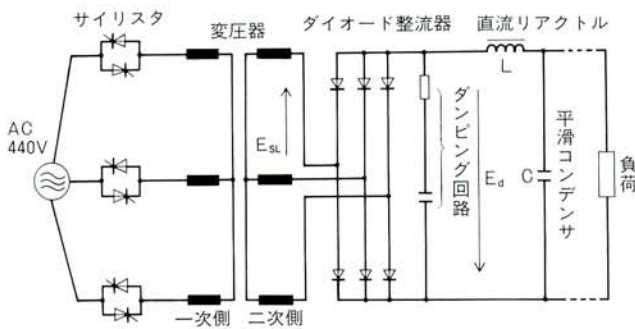 サイリスタ
変圧器
ダイオード整流器
直流リアクトル
L
AC
440V
E_SL
ダンピング回路
E_d
平滑コンデンサ
C
負荷
一次側
二次側